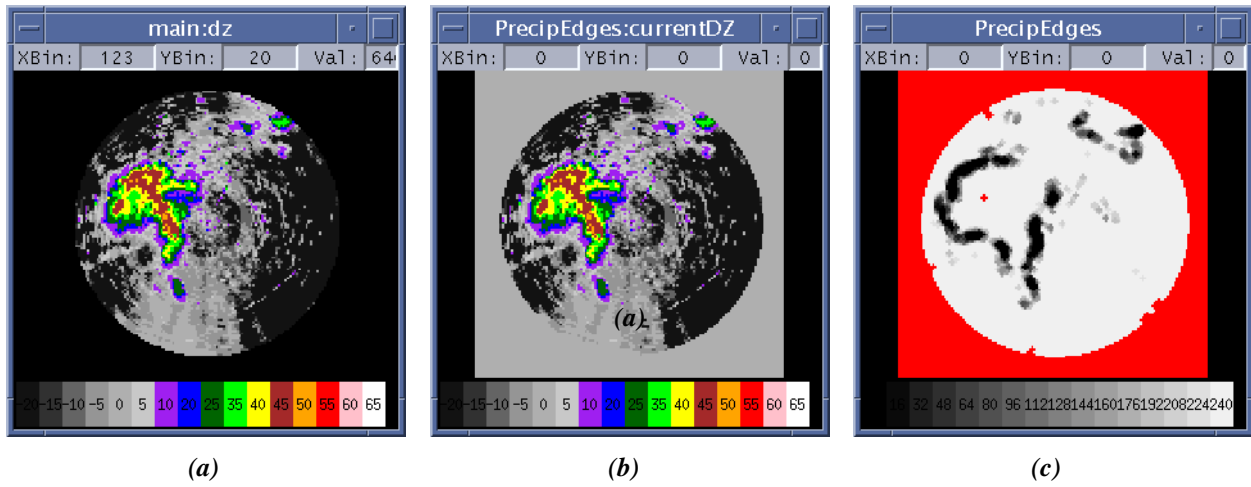 main:dz
XBin: 123 YBin: 20 Val: 64
-20 -15 -10 -5 0 5 10 20 25 35 40 45 50 55 60 65
(a)
PrecipEdges:currentDZ
XBin: 0 YBin: 0 Val: 0
(a)
-20 -15 -10 -5 0 5 10 20 25 35 40 45 50 55 60 65
(b)
PrecipEdges
XBin: 0 YBin: 0 Val: 0
16 32 48 64 80 96 112 128 144 160 176 192 208 224 240
(c)